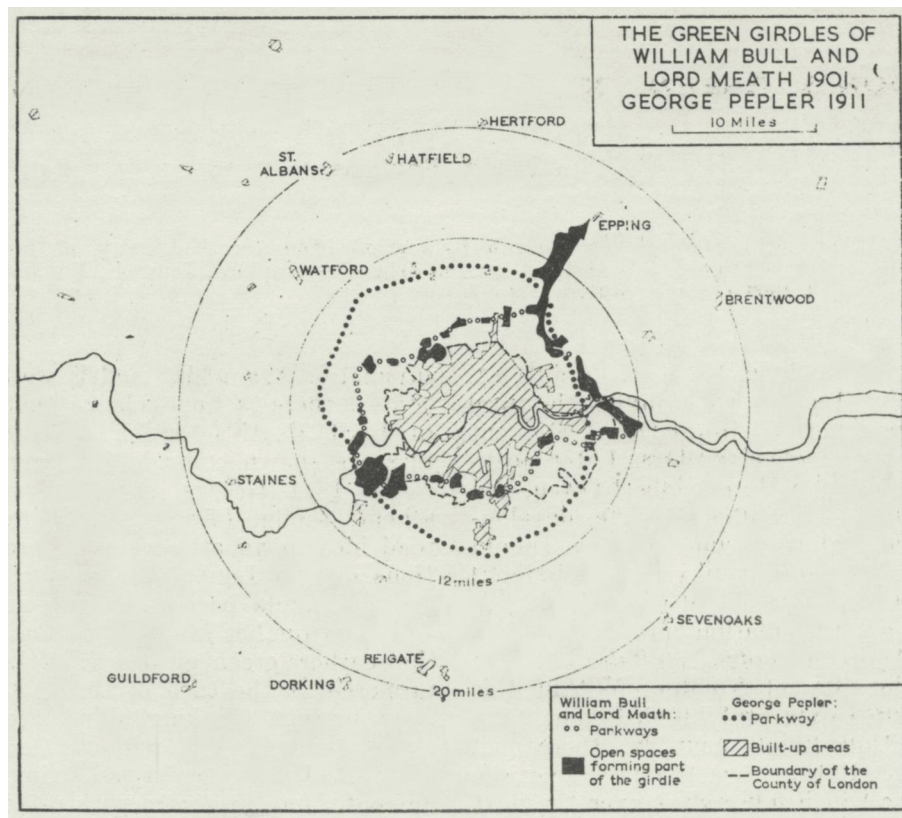 THE GREEN GIRDLES OF
WILLIAM BULL AND
LORD MEATH 1901.
GEORGE PEPLER 1911
10 Miles
HERTFORD
HATFIELD
ST.
ALBANS
EPPING
WATFORD
BRENTWOOD
STAINES
12 miles
SEVENOAKS
REIGATE
GUILDFORD
DORKING
20 miles
William Bull
and Lord Meath:
Parkways
Open spaces
forming part
of the girdle
George Pepler:
Parkway
Built-up areas
Boundary of the
County of London